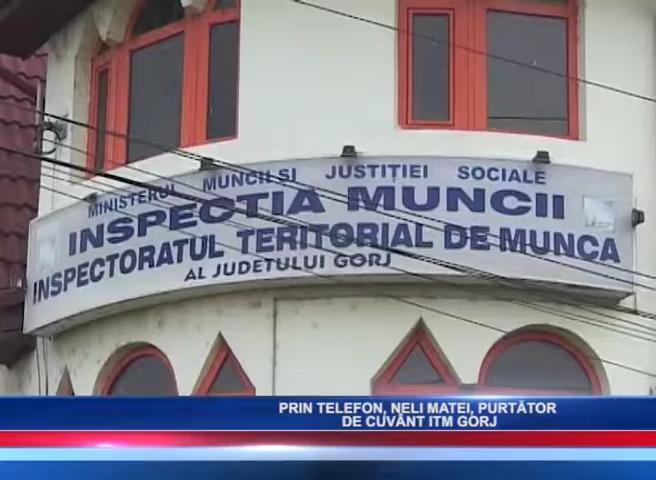 MINISTERUL MUNCII SI JUSTIŢIEI SOCIALE
INSPECTIA MUNCII
INSPECTORATUL TERITORIAL DE MUNCA
AL JUDETULUI GORJ
PRIN TELEFON, NELI MATEI, PURTĂTOR
DE CUVÂNT ITM GORJ